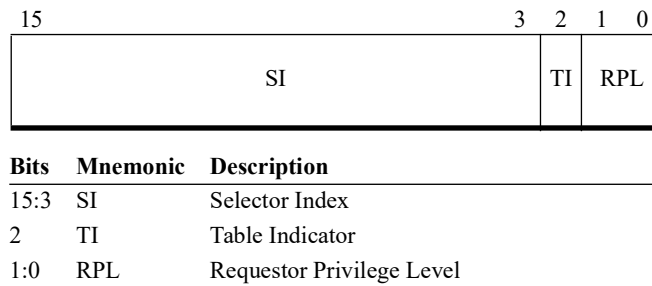 15 3 2 1 0
SI TI RPL
Bits Mnemonic Description
15:3 SI Selector Index
2 TI Table Indicator
1:0 RPL Requestor Privilege Level